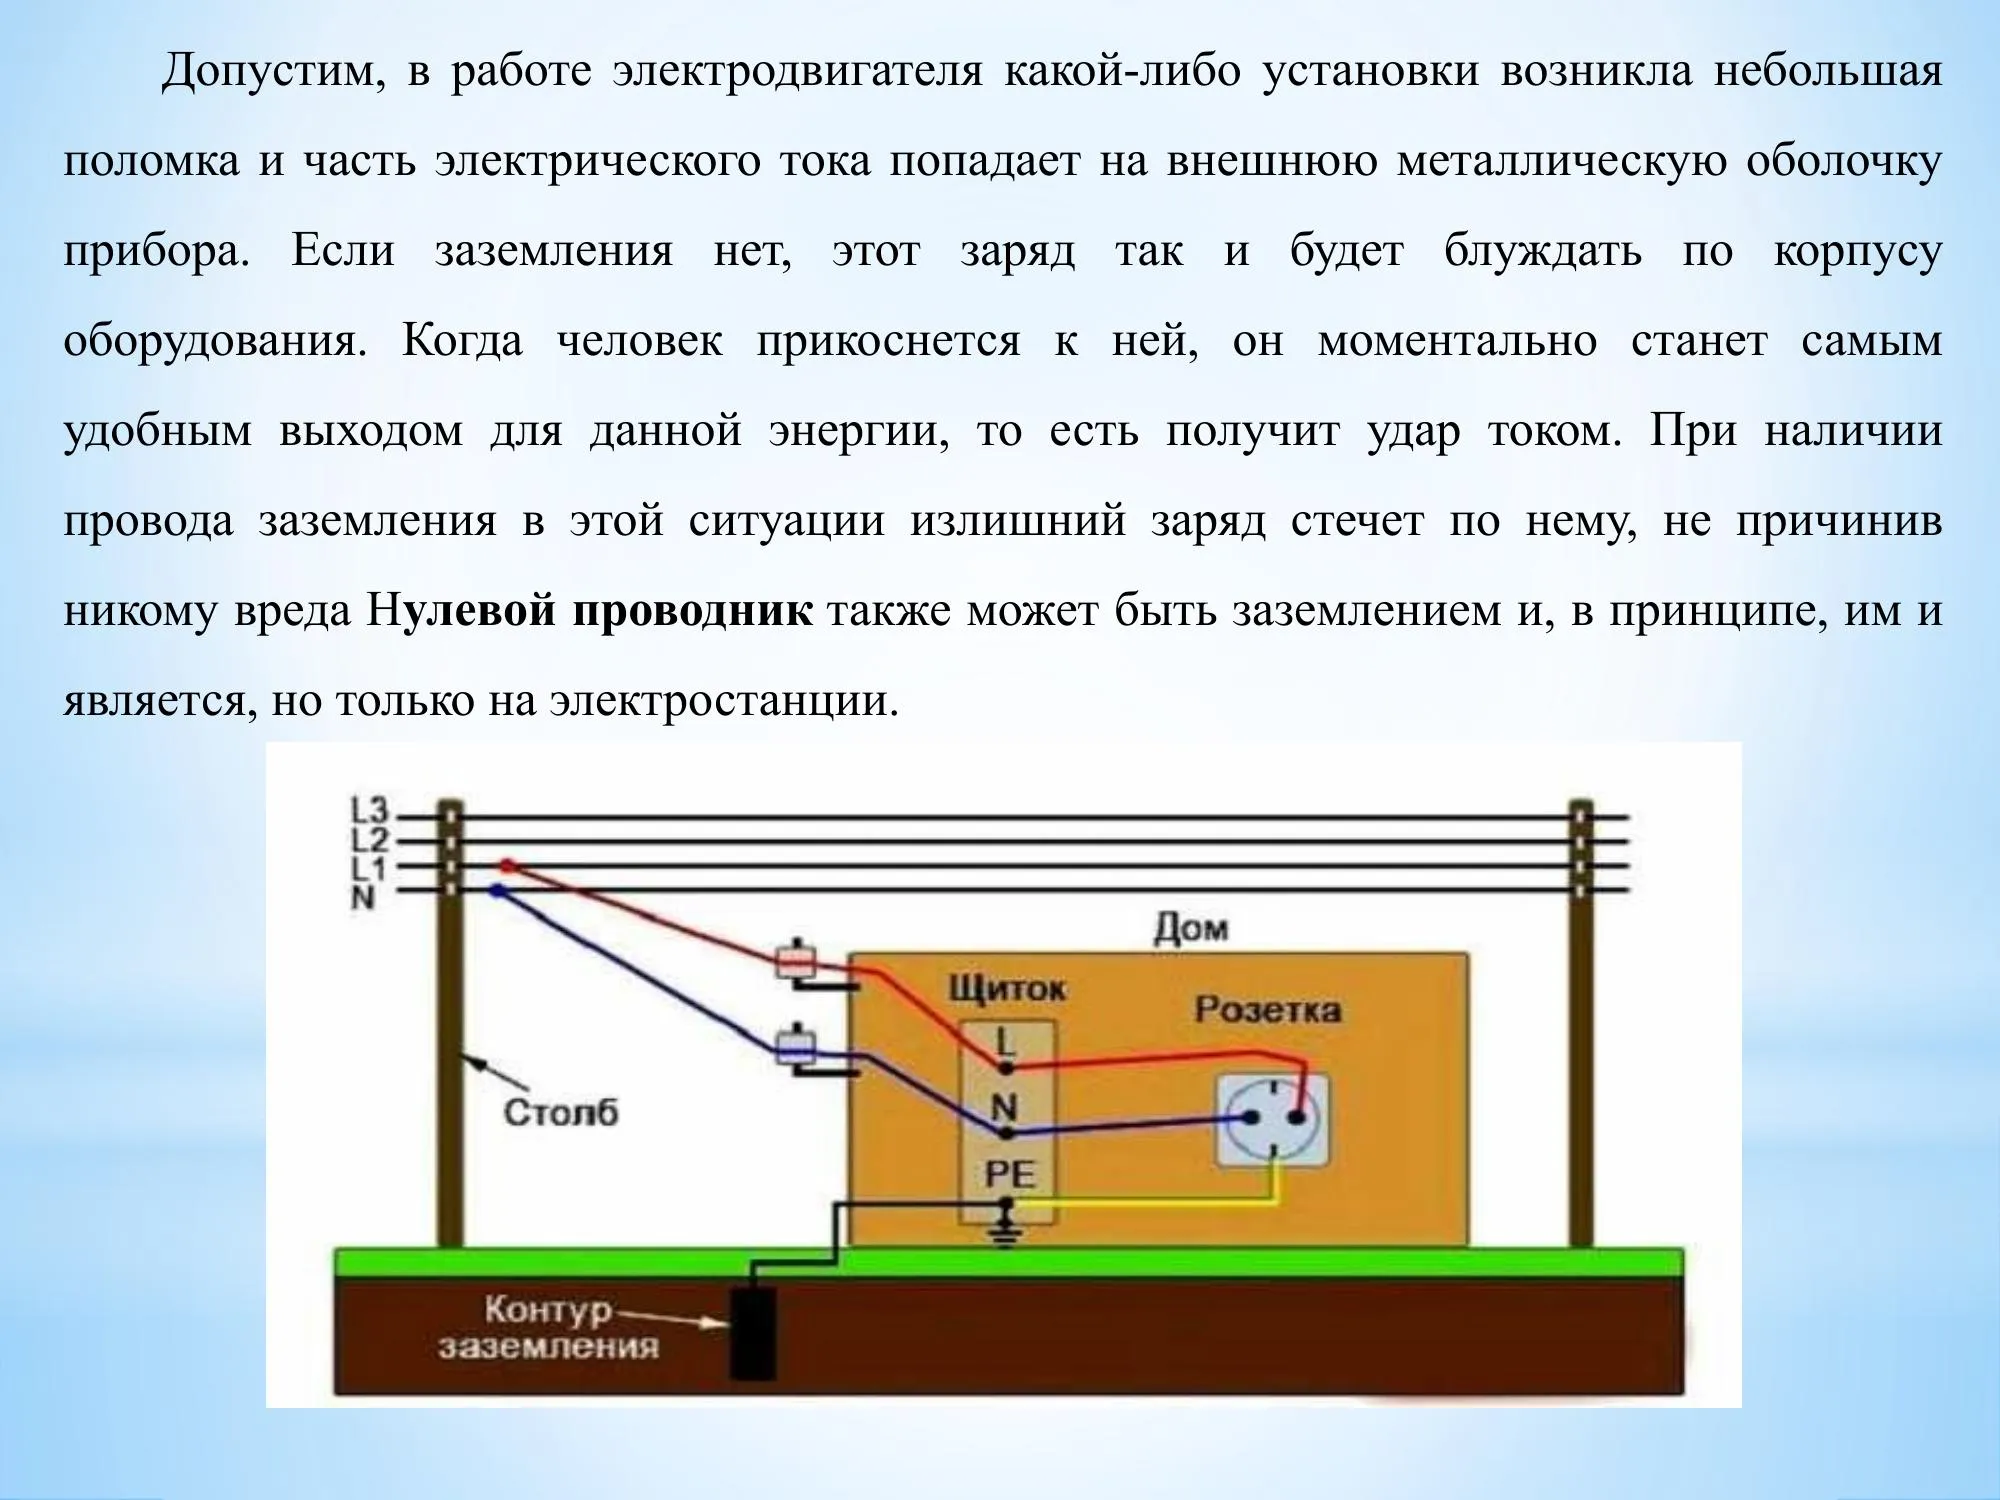 Допустим, в работе электродвигателя какой-либо установки возникла небольшая
поломка и часть электрического тока попадает на внешнюю металлическую оболочку
прибора. Если заземления нет, этот заряд так и будет блуждать по корпусу
оборудования. Когда человек прикоснется к ней, он моментально станет самым
удобным выходом для данной энергии, то есть получит удар током. При наличии
провода заземления в этой ситуации излишний заряд стечет по нему, не причинив
никому вреда Нулевой проводник также может быть заземлением и, в принципе, им и
является, но только на электростанции.
L3
L2
L1
N
Дом
Щиток
Розетка
L
N
PE
Столб
Контур
заземления